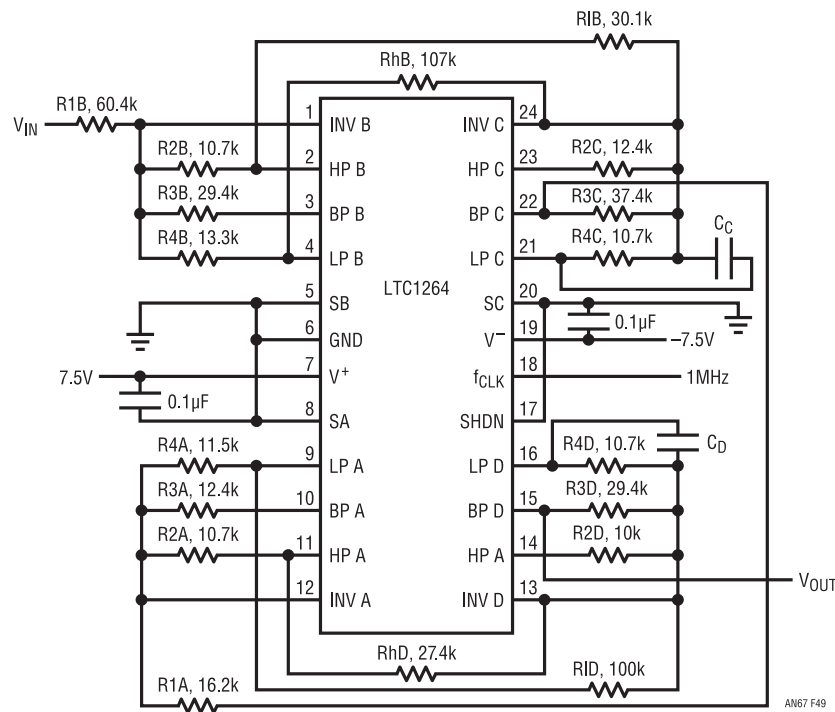 RIB, 30.1k
RhB, 107k
R1B, 60.4k
VIN
1 INV B INV C 24
R2B, 10.7k 2 HP B HP C 23 R2C, 12.4k
R3B, 29.4k 3 BP B BP C 22 R3C, 37.4k
R4B, 13.3k 4 LP B LP C 21 R4C, 10.7k CC
LTC1264
5 SB SC 20
6 GND V– 19 0.1µF –7.5V
7.5V 7 V+ fCLK 18 1MHz
0.1µF 8 SA SHDN 17
R4A, 11.5k 9 LP A LP D 16 R4D, 10.7k CD
R3A, 12.4k 10 BP A BP D 15 R3D, 29.4k
R2A, 10.7k 11 HP A HP A 14 R2D, 10k
VOUT
12 INV A INV D 13
RhD, 27.4k
R1A, 16.2k RID, 100k
AN67 F49